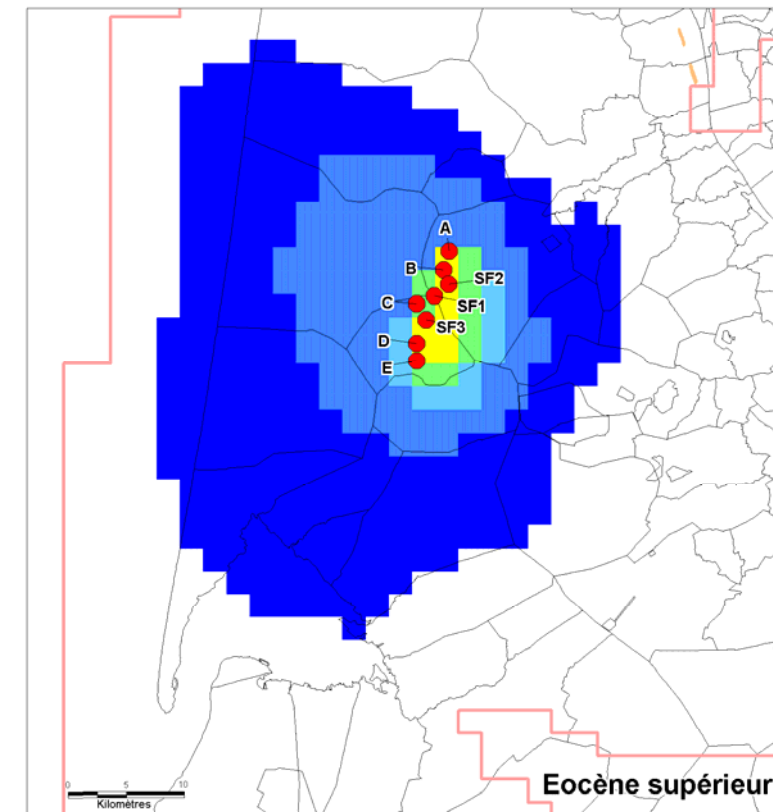 A
B
SF2
C
SF1
SF3
D
E
0 5 10
Kilomètres
Eocène supérieur